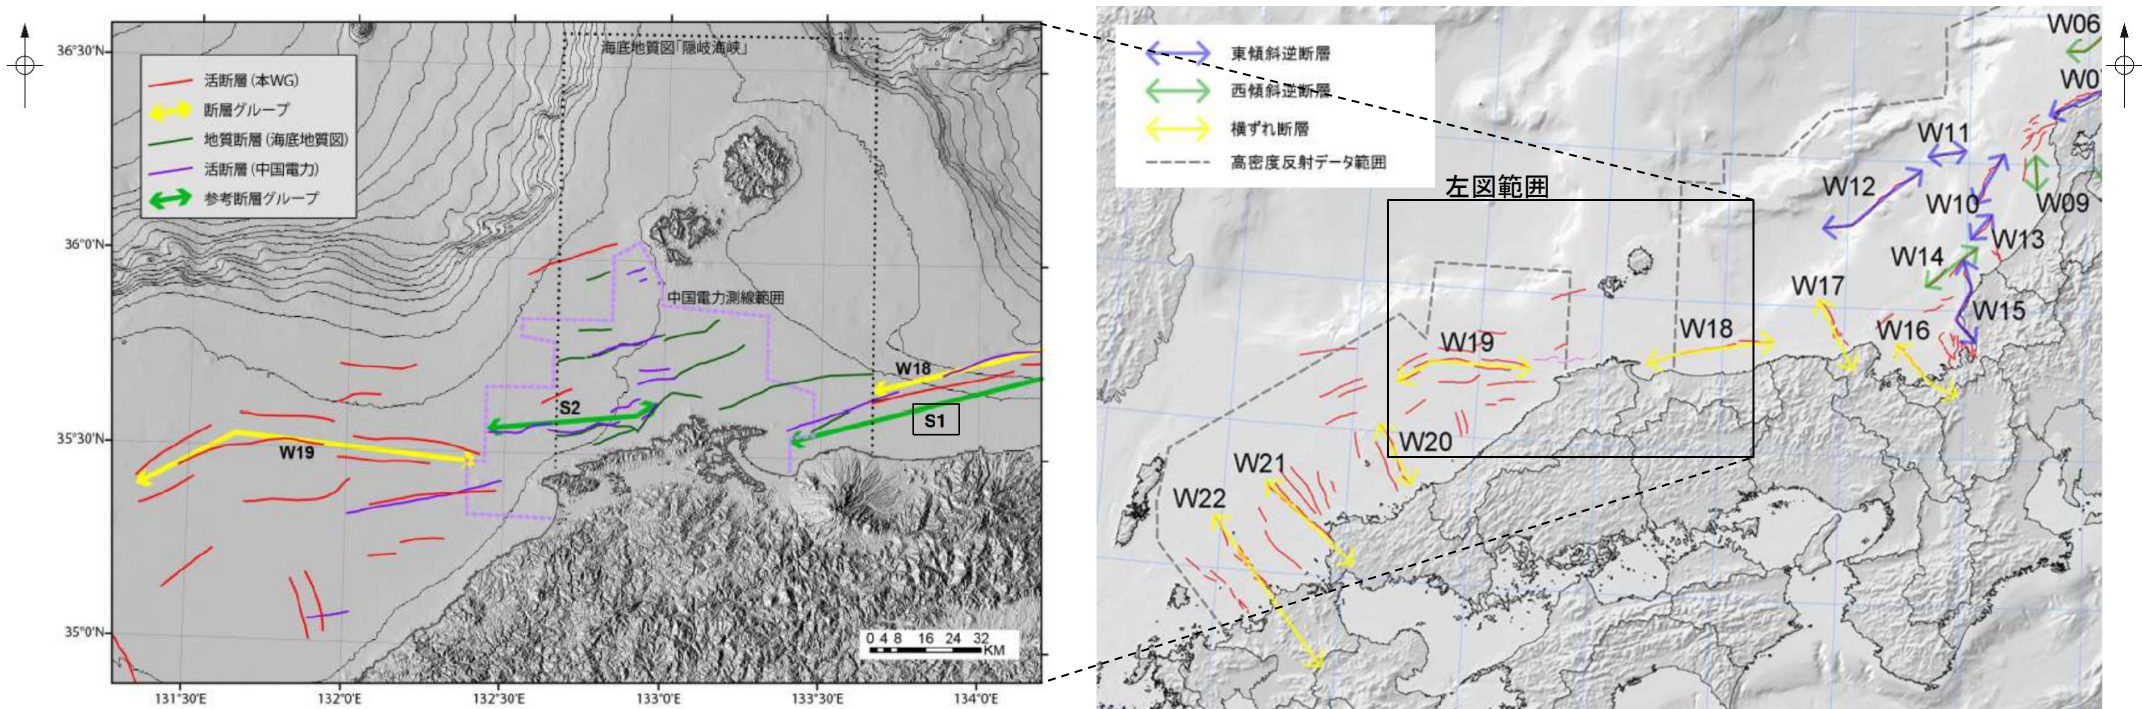 36°30'N
36°0'N
35°30'N
35°0'N
131°30'E
132°0'E
132°30'E
133°0'E
133°30'E
134°0'E
活断層 (本WG)
断層グループ
地質断層 (海底地質図)
活断層 (中国電力)
参考断層グループ
海底地質図「隠岐海峡」
中国電力測線範囲
W18
S1
S2
W19
0 4 8 16 24 32
KM
東傾斜逆断層
西傾斜逆断層
横ずれ断層
高密度反射データ範囲
左図範囲
W06
W0
W11
W12
W10
W09
W13
W14
W17
W15
W18
W16
W19
W20
W21
W22